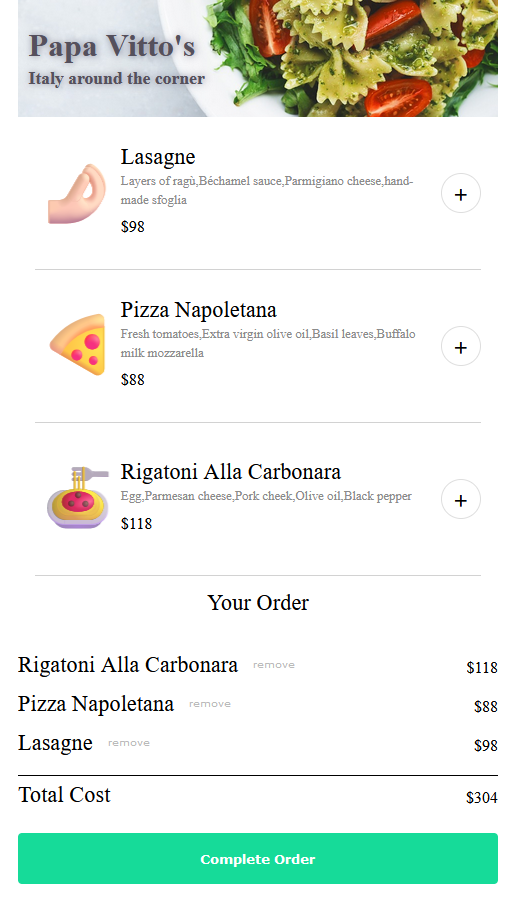 Papa Vitto's
Italy around the corner
Lasagne
Layers of ragù,Béchamel sauce,Parmigiano cheese,hand-
made sfoglia
$98
+
Pizza Napoletana
Fresh tomatoes,Extra virgin olive oil,Basil leaves,Buffalo
milk mozzarella
$88
+
Rigatoni Alla Carbonara
Egg,Parmesan cheese,Pork cheek,Olive oil,Black pepper
$118
+
Your Order
Rigatoni Alla Carbonara remove $118
Pizza Napoletana remove $88
Lasagne remove $98
Total Cost $304
Complete Order